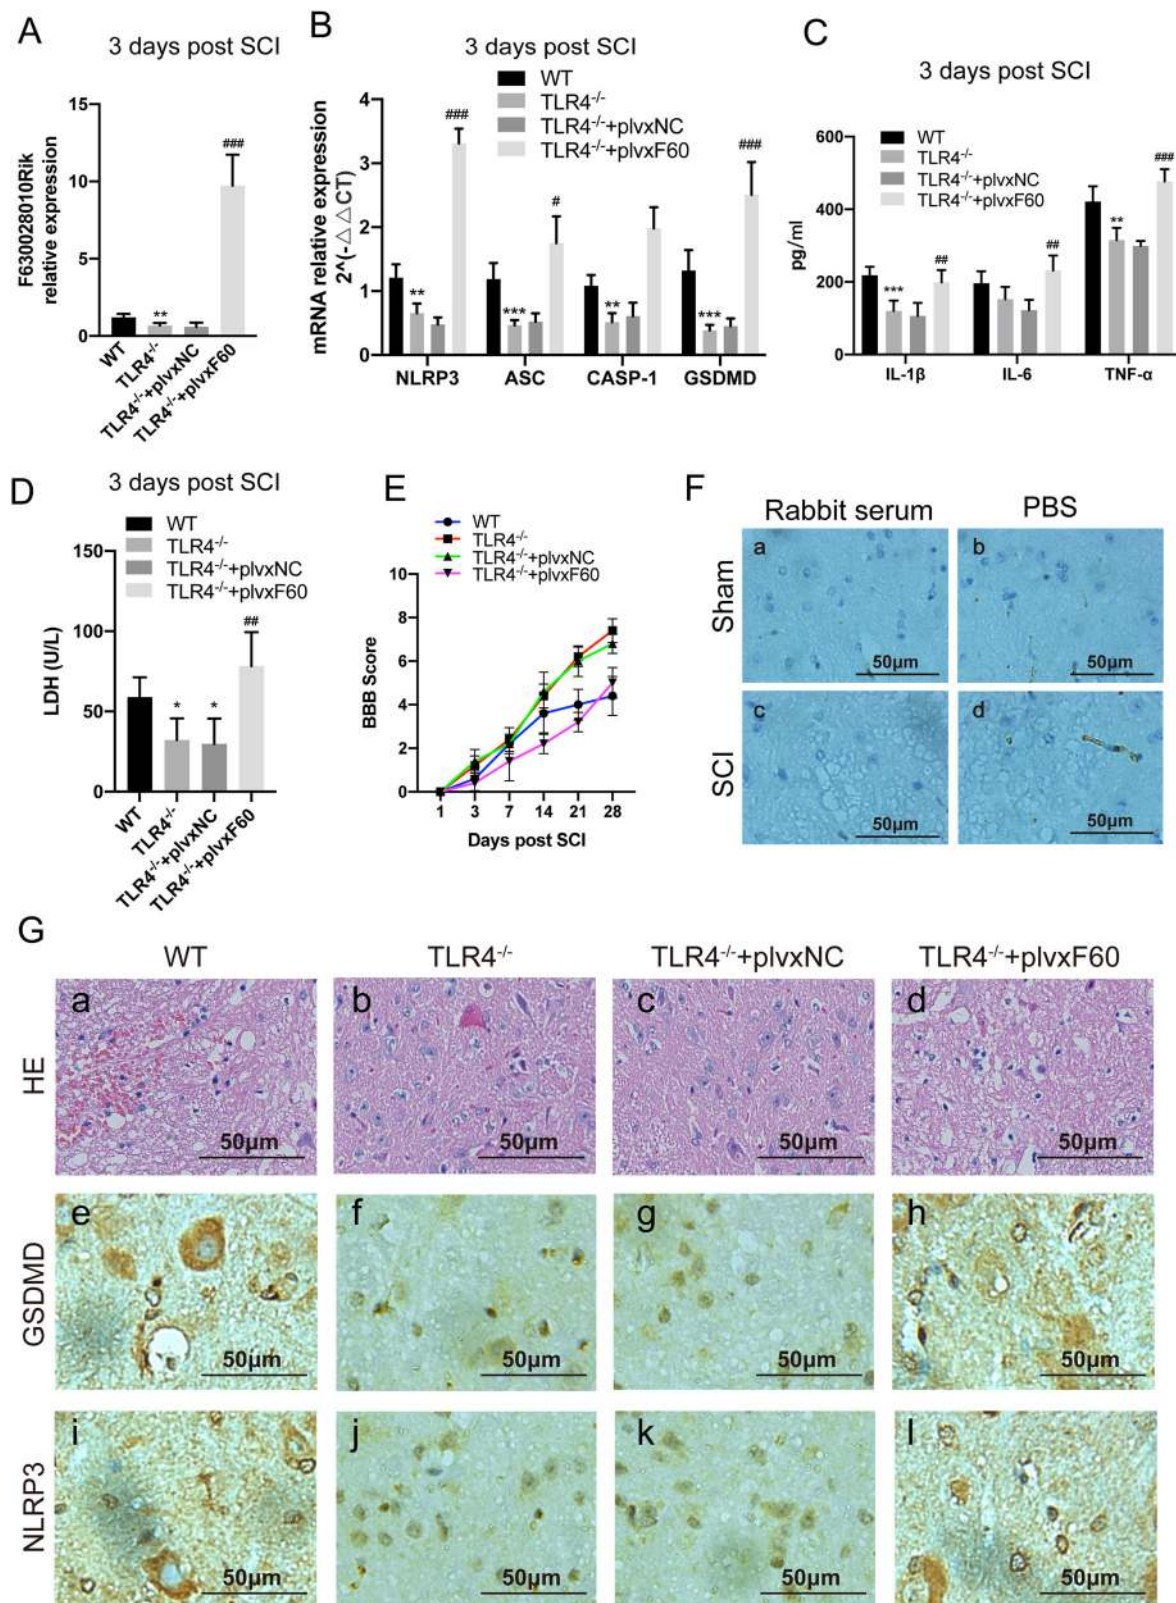 A
3 days post SCI
F630028010Rik
relative expression
15
10
5
0
**
###
WT
TLR4-/-
TLR4-/-+plvxNC
TLR4-/-+plvxF60
B
3 days post SCI
WT
TLR4-/-
TLR4-/-+plvxNC
TLR4-/-+plvxF60
mRNA relative expression
2^(-△△CT)
4
3
2
1
0
**
###
***
#
**
***
###
NLRP3
ASC
CASP-1
GSDMD
C
3 days post SCI
WT
TLR4-/-
TLR4-/-+plvxNC
TLR4-/-+plvxF60
pg/ml
600
400
200
0
***
##
##
**
###
IL-1β
IL-6
TNF-α
D
3 days post SCI
WT
TLR4-/-
TLR4-/-+plvxNC
TLR4-/-+plvxF60
LDH (U/L)
150
100
50
0
*
*
##
WT
TLR4-/-
TLR4-/-+plvxNC
TLR4-/-+plvxF60
E
WT
TLR4-/-
TLR4-/-+plvxNC
TLR4-/-+plvxF60
BBB Score
10
8
6
4
2
0
1 3 7 14 21 28
Days post SCI
F
Rabbit serum
PBS
Sham
a
50μm
b
50μm
SCI
c
50μm
d
50μm
G
WT
TLR4-/-
TLR4-/-+plvxNC
TLR4-/-+plvxF60
HE
a
50μm
b
50μm
c
50μm
d
50μm
GSDMD
e
50μm
f
50μm
g
50μm
h
50μm
NLRP3
i
50μm
j
50μm
k
50μm
l
50μm